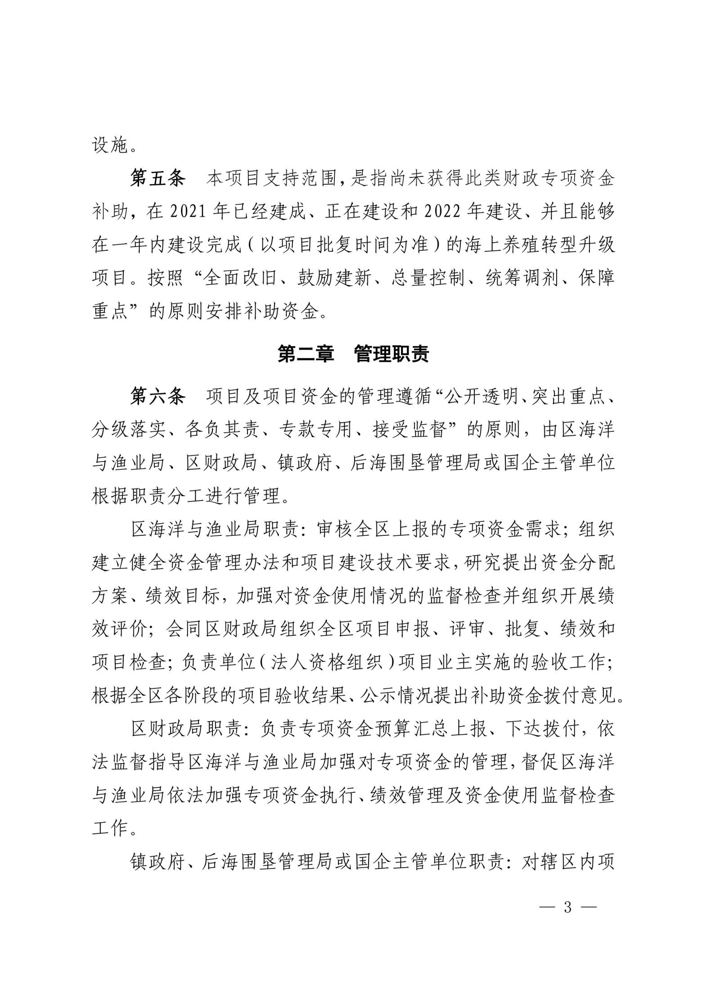 设施。
第五条　本项目支持范围，是指尚未获得此类财政专项资金
补助，在 2021 年已经建成、正在建设和 2022 年建设、并且能够
在一年内建设完成（以项目批复时间为准）的海上养殖转型升级
项目。按照“全面改旧、鼓励建新、总量控制、统筹调剂、保障
重点”的原则安排补助资金。
第二章　管理职责
第六条　项目及项目资金的管理遵循“公开透明、突出重点、
分级落实、各负其责、专款专用、接受监督”的原则，由区海洋
与渔业局、区财政局、镇政府、后海围垦管理局或国企主管单位
根据职责分工进行管理。
区海洋与渔业局职责：审核全区上报的专项资金需求；组织
建立健全资金管理办法和项目建设技术要求，研究提出资金分配
方案、绩效目标，加强对资金使用情况的监督检查并组织开展绩
效评价；会同区财政局组织全区项目申报、评审、批复、绩效和
项目检查；负责单位（法人资格组织）项目业主实施的验收工作；
根据全区各阶段的项目验收结果、公示情况提出补助资金拨付意见。
区财政局职责：负责专项资金预算汇总上报、下达拨付，依
法监督指导区海洋与渔业局加强对专项资金的管理，督促区海洋
与渔业局依法加强专项资金执行、绩效管理及资金使用监督检查
工作。
镇政府、后海围垦管理局或国企主管单位职责：对辖区内项
— 3 —